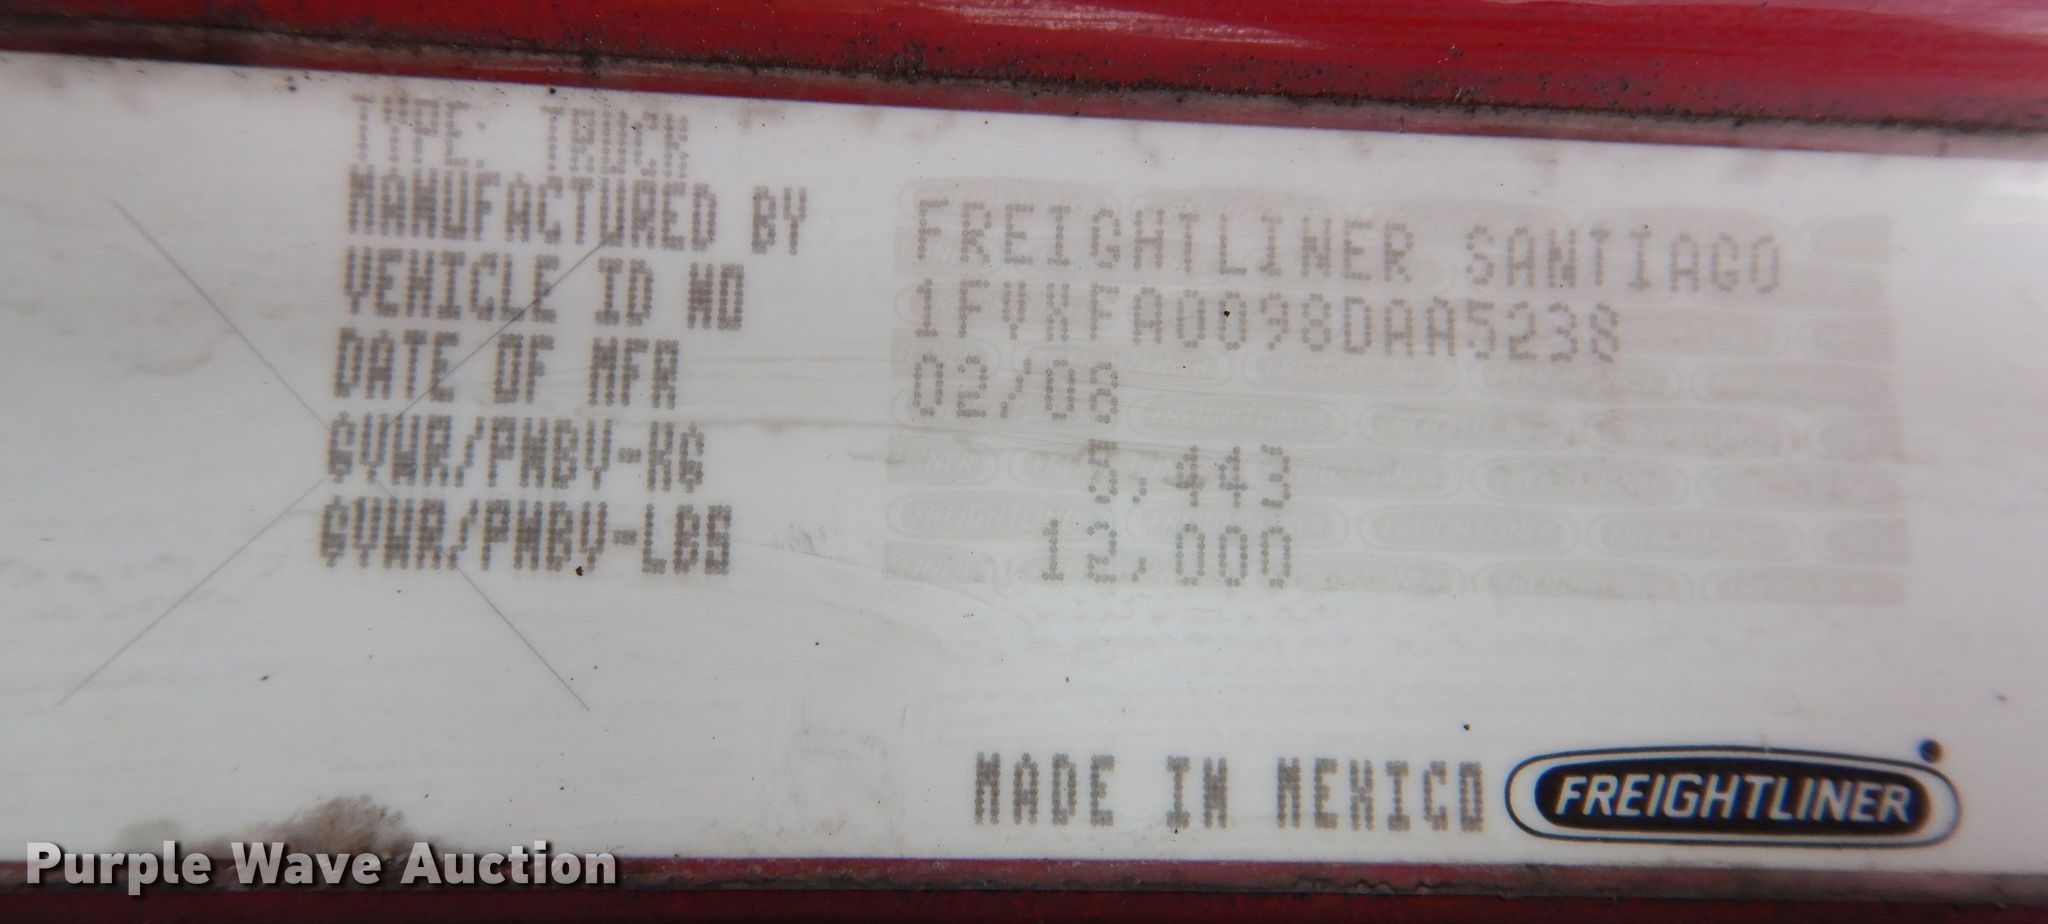 TYPE: TRUCK
MANUFACTURED BY FREIGHTLINER SANTIAGO
VEHICLE ID NO 1F4XFA0098DAA5238
DATE OF MFR 02/08
GVWR/PNBV-KG 5,443
GVWR/PNBV-LBS 12,000
MADE IN MEXICO FREIGHTLINER
Purple Wave Auction